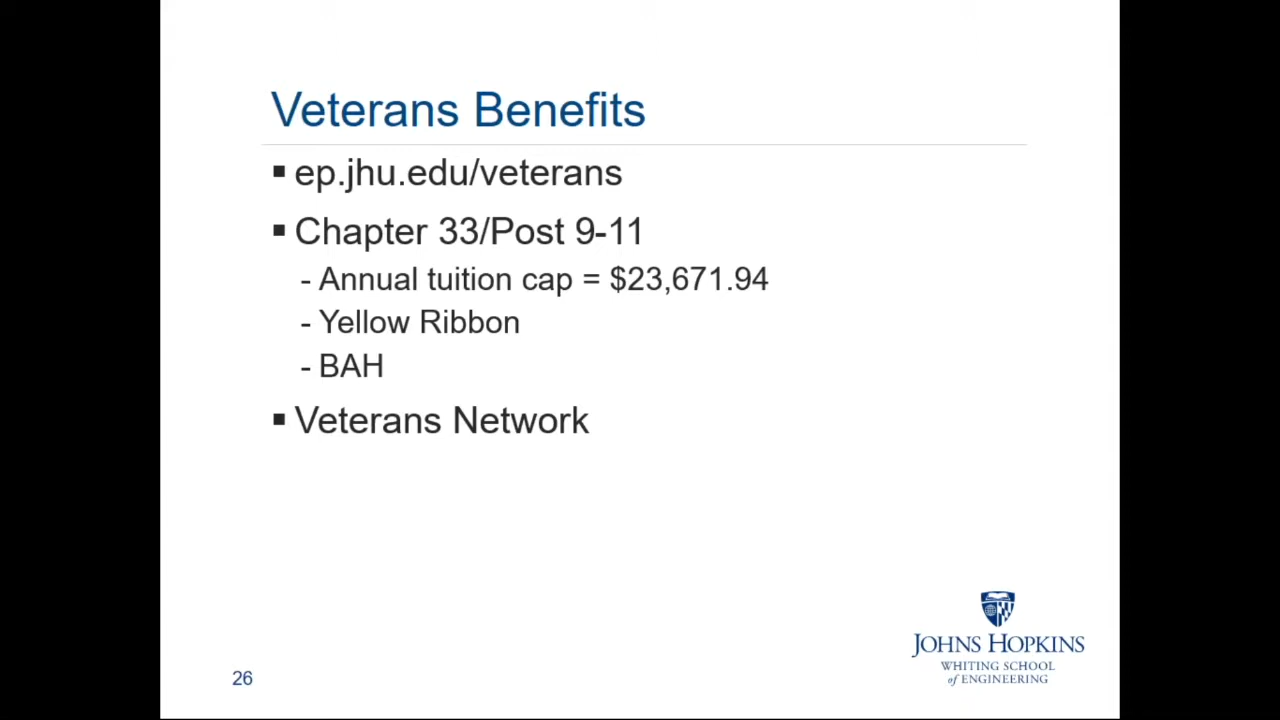 Veterans Benefits
▪ ep.jhu.edu/veterans
▪ Chapter 33/Post 9-11
- Annual tuition cap = $23,671.94
- Yellow Ribbon
- BAH
▪ Veterans Network
JOHNS HOPKINS
WHITING SCHOOL
of ENGINEERING
26